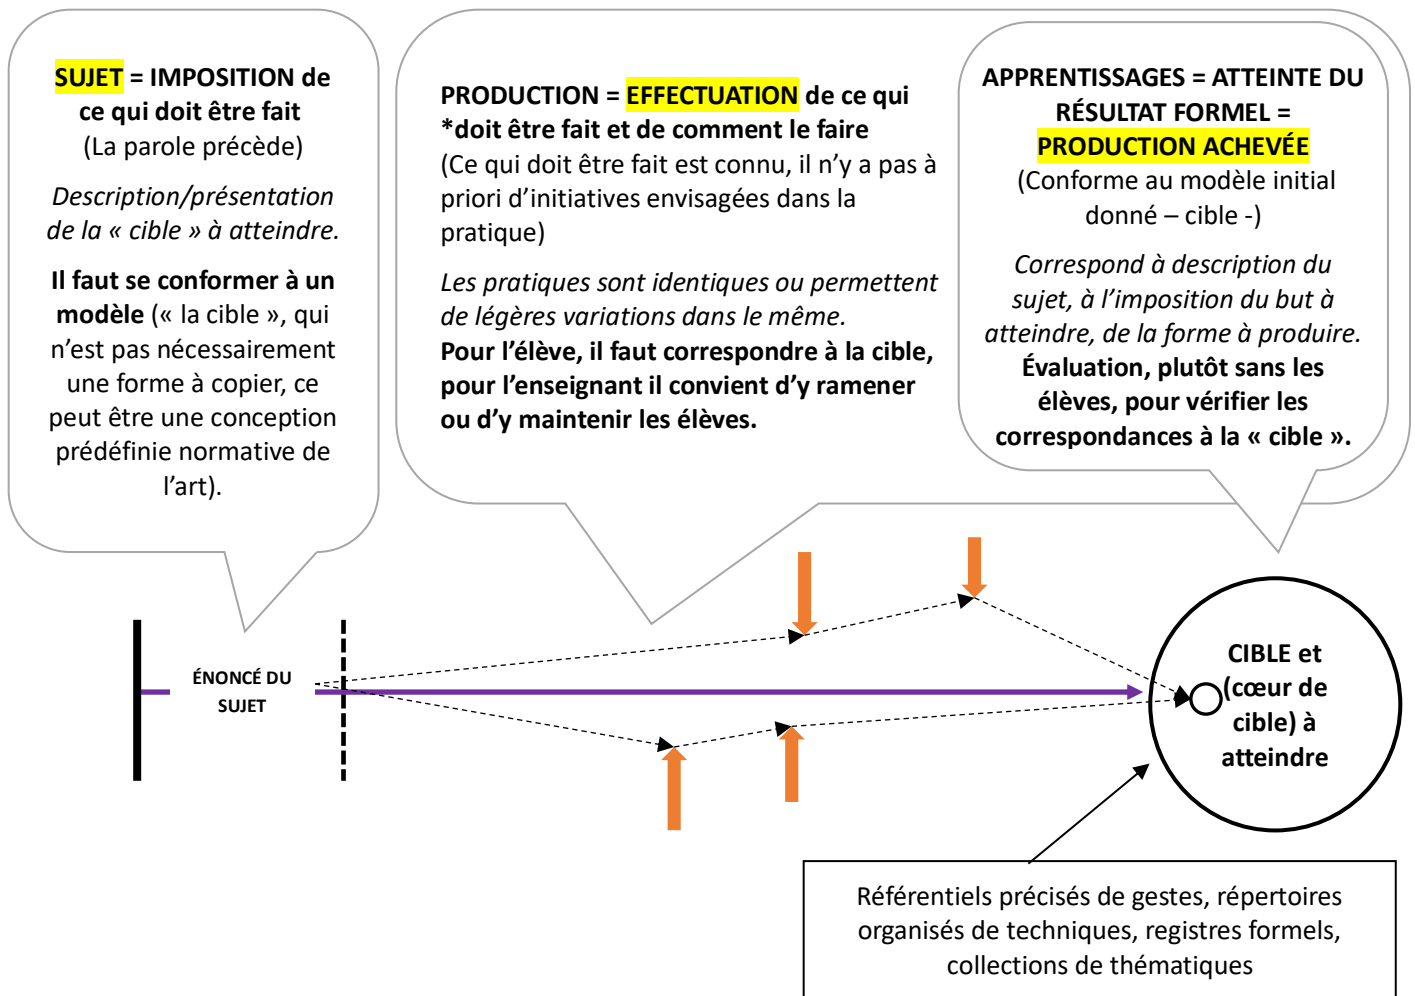 SUJET = IMPOSITION de
ce qui doit être fait
(La parole précède)
Description/présentation
de la « cible » à atteindre.
Il faut se conformer à un
modèle (« la cible », qui
n’est pas nécessairement
une forme à copier, ce
peut être une conception
prédéfinie normative de
l’art).
PRODUCTION = EFFECTUATION de ce qui
*doit être fait et de comment le faire
(Ce qui doit être fait est connu, il n’y a pas à
priori d’initiatives envisagées dans la
pratique)
Les pratiques sont identiques ou permettent
de légères variations dans le même.
Pour l’élève, il faut correspondre à la cible,
pour l’enseignant il convient d’y ramener
ou d’y maintenir les élèves.
APPRENTISSAGES = ATTEINTE DU
RÉSULTAT FORMEL =
PRODUCTION ACHEVÉE
(Conforme au modèle initial
donné – cible -)
Correspond à description du
sujet, à l’imposition du but à
atteindre, de la forme à produire.
Évaluation, plutôt sans les
élèves, pour vérifier les
correspondances à la « cible ».
ÉNONCÉ DU
SUJET
CIBLE et
(cœur de
cible) à
atteindre
Référentiels précisés de gestes, répertoires
organisés de techniques, registres formels,
collections de thématiques